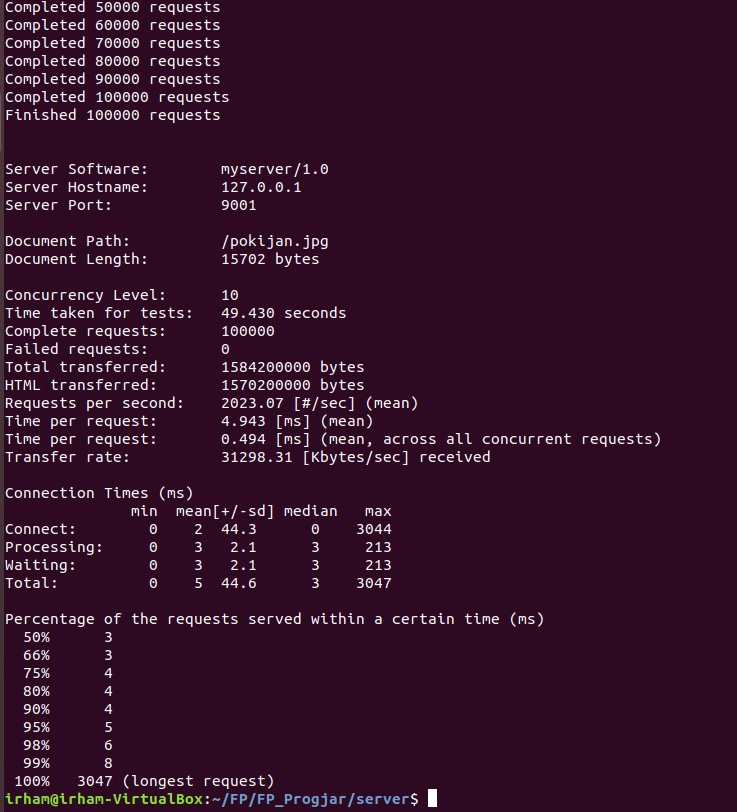 Completed 50000 requests
Completed 60000 requests
Completed 70000 requests
Completed 80000 requests
Completed 90000 requests
Completed 100000 requests
Finished 100000 requests
Server Software:        myserver/1.0
Server Hostname:        127.0.0.1
Server Port:            9001
Document Path:          /pokijan.jpg
Document Length:        15702 bytes
Concurrency Level:      10
Time taken for tests:   49.430 seconds
Complete requests:      100000
Failed requests:        0
Total transferred:      1584200000 bytes
HTML transferred:       1570200000 bytes
Requests per second:    2023.07 [#/sec] (mean)
Time per request:       4.943 [ms] (mean)
Time per request:       0.494 [ms] (mean, across all concurrent requests)
Transfer rate:          31298.31 [Kbytes/sec] received
Connection Times (ms)
              min  mean[+/-sd] median   max
Connect:        0    2  44.3      0    3044
Processing:     0    3   2.1      3     213
Waiting:        0    3   2.1      3     213
Total:          0    5  44.6      3    3047
Percentage of the requests served within a certain time (ms)
  50%      3
  66%      3
  75%      4
  80%      4
  90%      4
  95%      5
  98%      6
  99%      8
 100%   3047 (longest request)
irham@irham-VirtualBox:~/FP/FP_Progjar/server$